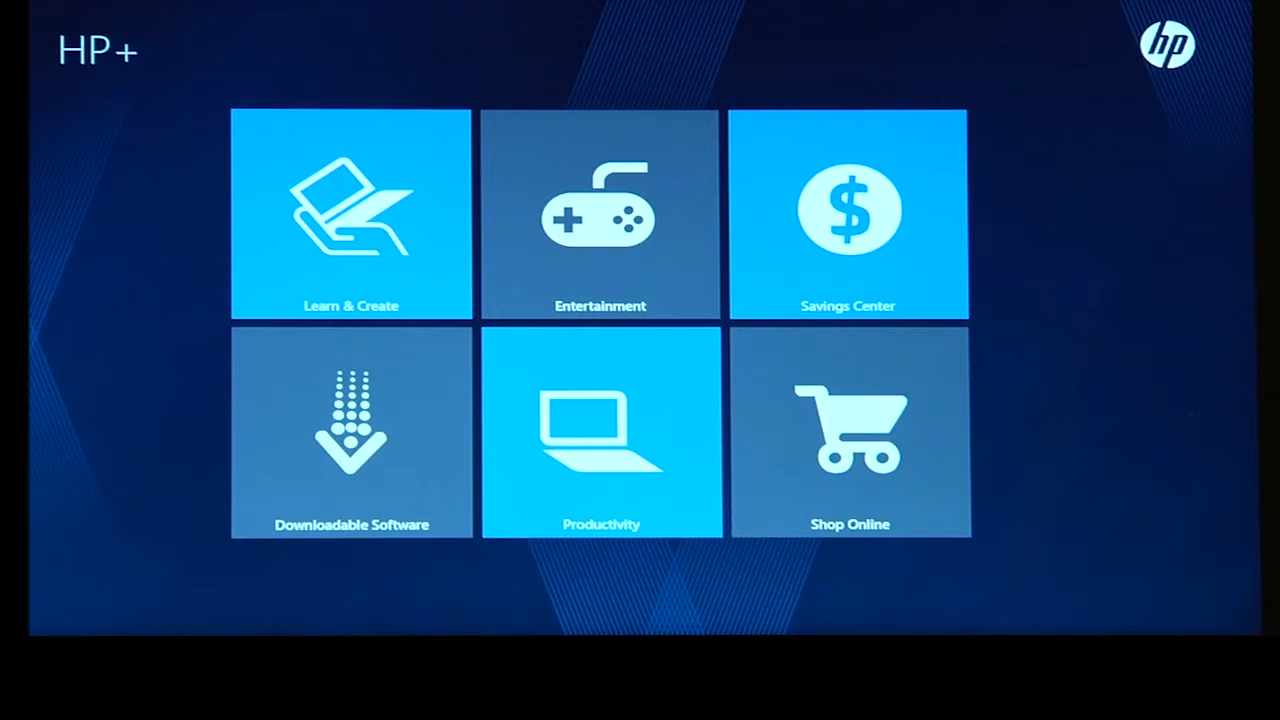 HP+
hp
Learn & Create
Entertainment
Savings Center
Downloadable Software
Productivity
Shop Online